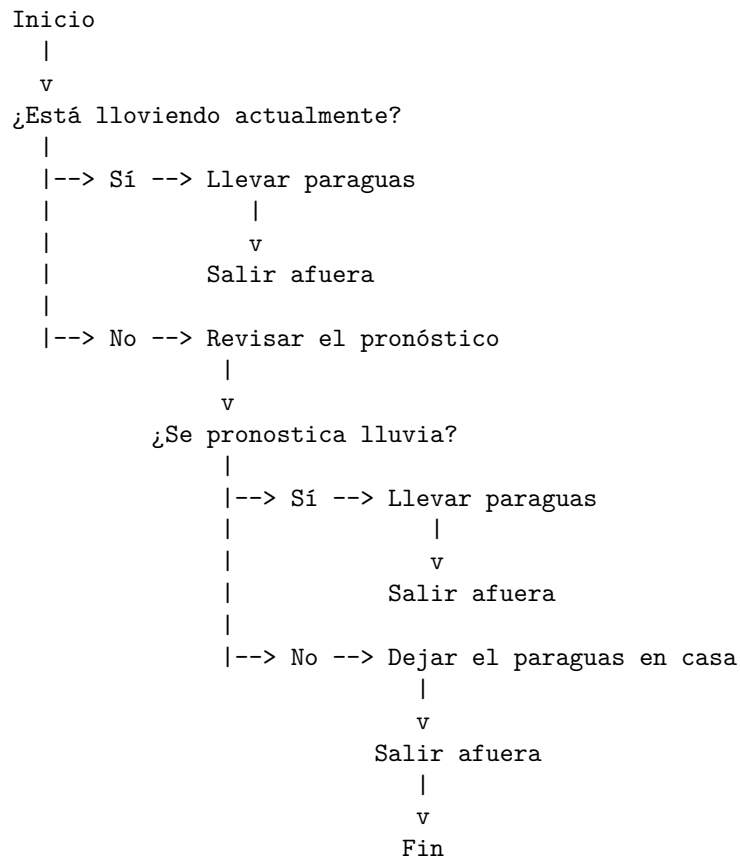 Inicio
|
v
¿Está lloviendo actualmente?
|
|--> Sí --> Llevar paraguas
| |
| v
| Salir afuera
|
|--> No --> Revisar el pronóstico
|
v
¿Se pronostica lluvia?
|
|--> Sí --> Llevar paraguas
| |
| v
| Salir afuera
|
|--> No --> Dejar el paraguas en casa
|
v
Salir afuera
|
v
Fin